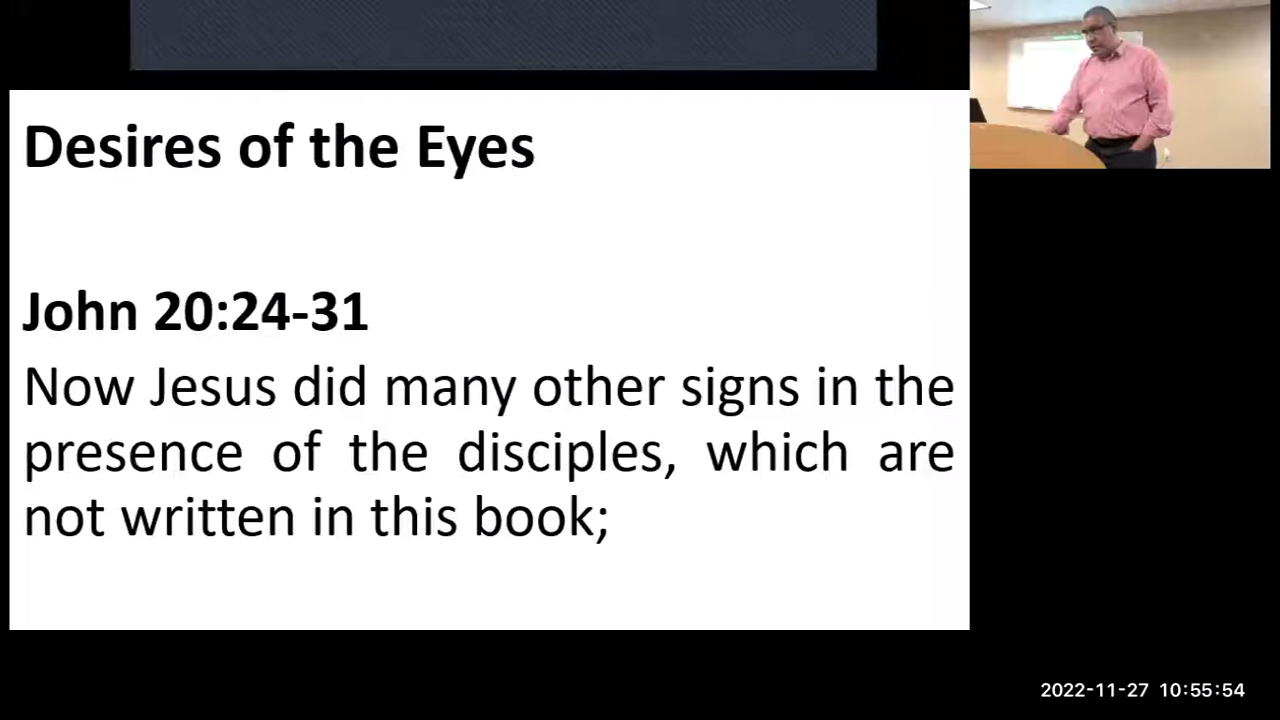 Desires of the Eyes
John 20:24-31
Now Jesus did many other signs in the
presence of the disciples, which are
not written in this book;
2022-11-27 10:55:54